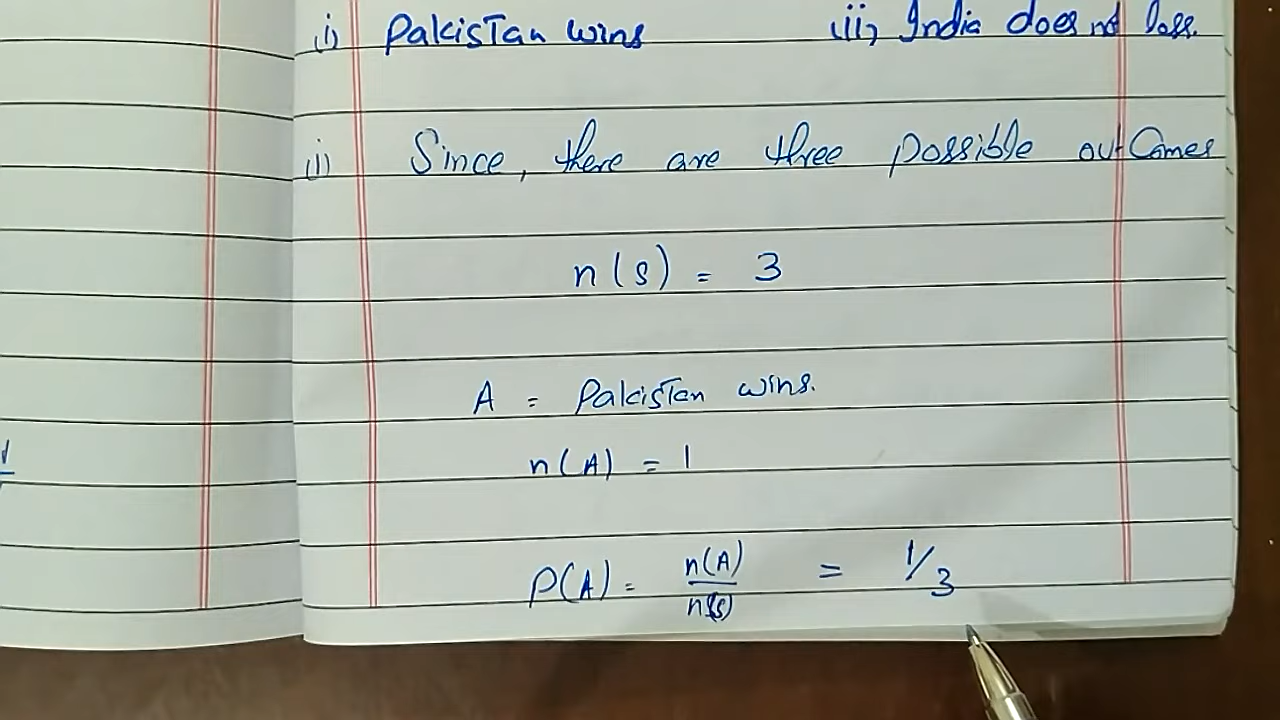 (i) Pakistan wins (ii) India does not loss.
(i) Since, there are three possible outComes
n(s) = 3
A = Pakistan wins.
n(A) = 1
P(A) = n(A)/n(s) = 1/3